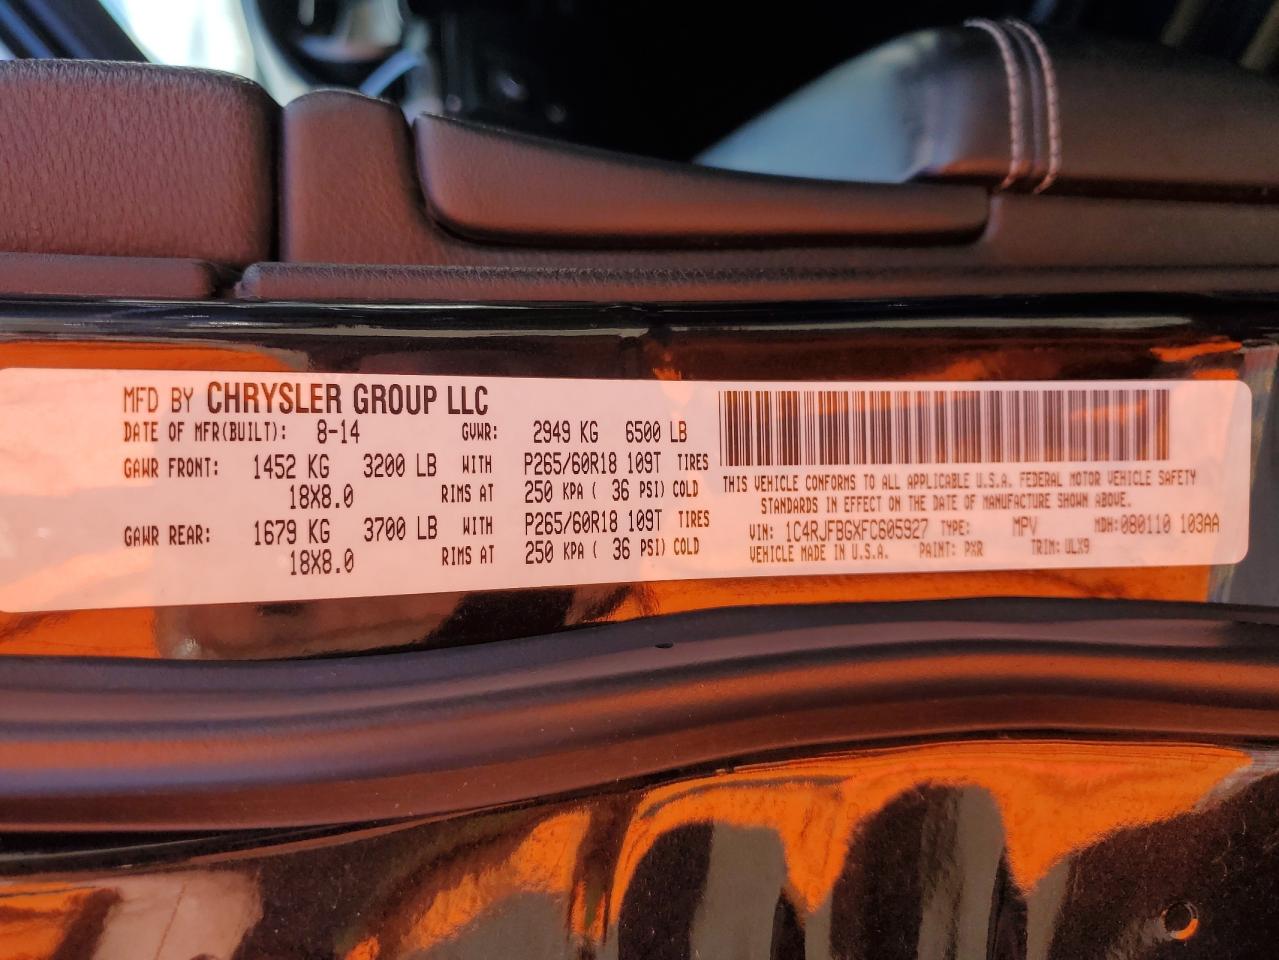 MFD BY CHRYSLER GROUP LLC
DATE OF MFR(BUILT): 8-14 GVWR: 2949 KG 6500 LB
GAWR FRONT: 1452 KG 3200 LB WITH P265/60R18 109T TIRES
18X8.0 RIMS AT 250 KPA ( 36 PSI) COLD
GAWR REAR: 1679 KG 3700 LB WITH P265/60R18 109T TIRES
18X8.0 RIMS AT 250 KPA ( 36 PSI) COLD
THIS VEHICLE CONFORMS TO ALL APPLICABLE U.S.A. FEDERAL MOTOR VEHICLE SAFETY
STANDARDS IN EFFECT ON THE DATE OF MANUFACTURE SHOWN ABOVE.
VIN: 1C4RJFBGXFC605927 TYPE: MPV MDH: 080110 103AA
VEHICLE MADE IN U.S.A. PAINT: PXR TRIM: ULX9